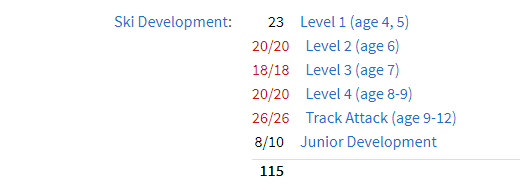 Ski Development: 23 Level 1 (age 4, 5)
20/20 Level 2 (age 6)
18/18 Level 3 (age 7)
20/20 Level 4 (age 8-9)
26/26 Track Attack (age 9-12)
8/10 Junior Development
115